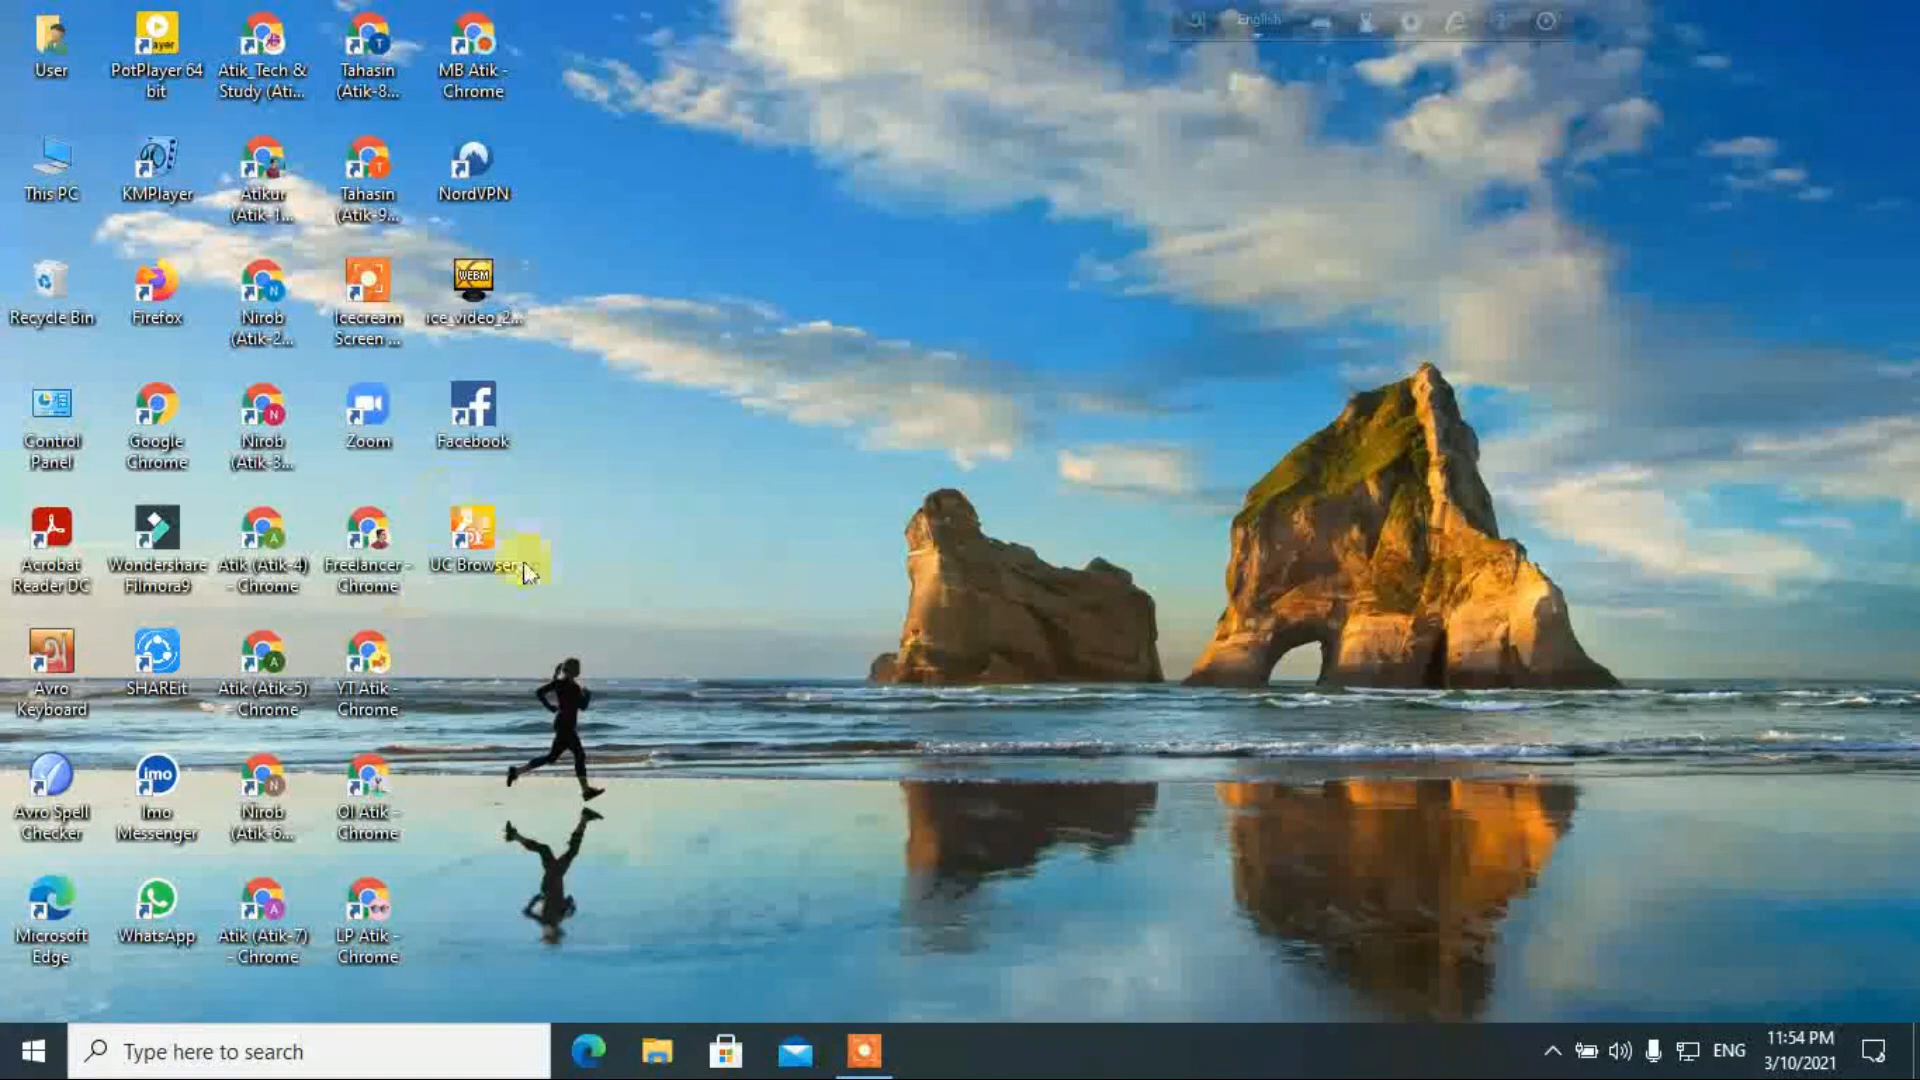 English
User
PotPlayer 64
bit
Atik_Tech &
Study (Ati...
Tahasin
(Atik-8...
MB Atik -
Chrome
This PC
KMPlayer
Atikur
(Atik-1...
Tahasin
(Atik-9...
NordVPN
Recycle Bin
Firefox
Nirob
(Atik-2...
Icecream
Screen ...
WEBM
ice_video_2...
Control
Panel
Google
Chrome
Nirob
(Atik-3...
Zoom
Facebook
Acrobat
Reader DC
Wondershare
Filmora9
Atik (Atik-4)
- Chrome
Freelancer -
Chrome
UC Browser
Avro
Keyboard
SHAREit
Atik (Atik-5)
- Chrome
YT Atik -
Chrome
Avro Spell
Checker
imo
Imo
Messenger
Nirob
(Atik-6...
OI Atik -
Chrome
Microsoft
Edge
WhatsApp
Atik (Atik-7)
- Chrome
LP Atik -
Chrome
Type here to search
ENG
11:54 PM
3/10/2021